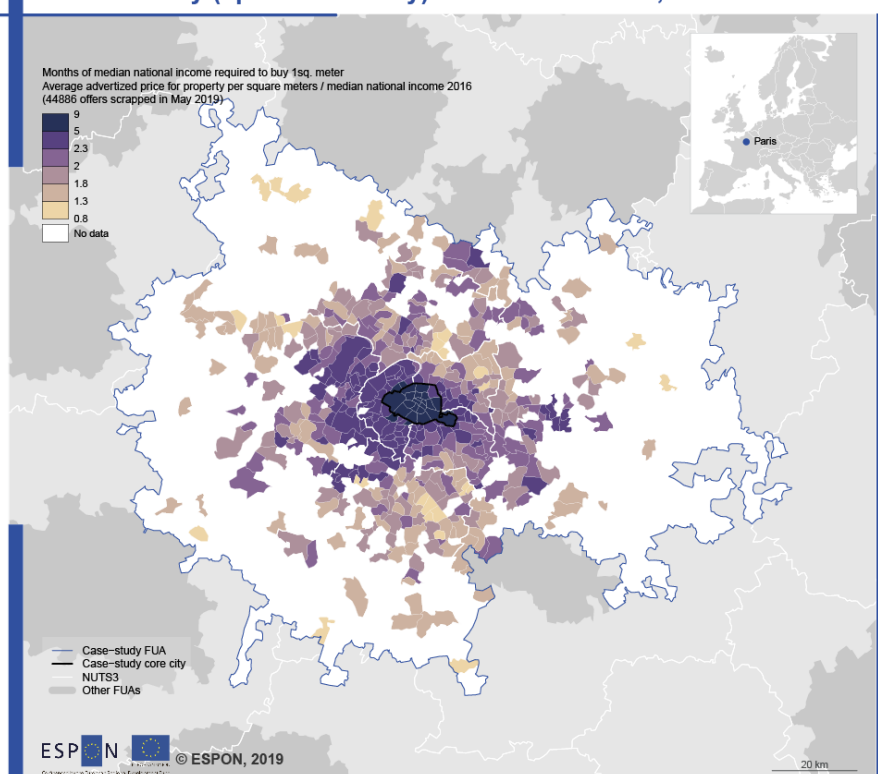 Months of median national income required to buy 1sq. meter
Average advertized price for property per square meters / median national income 2016
(44886 offers scrapped in May 2019)
9
5
2.3
2
1.8
1.3
0.8
No data
Paris
Case-study FUA
Case-study core city
NUTS3
Other FUAs
ESPON
© ESPON, 2019
20 km